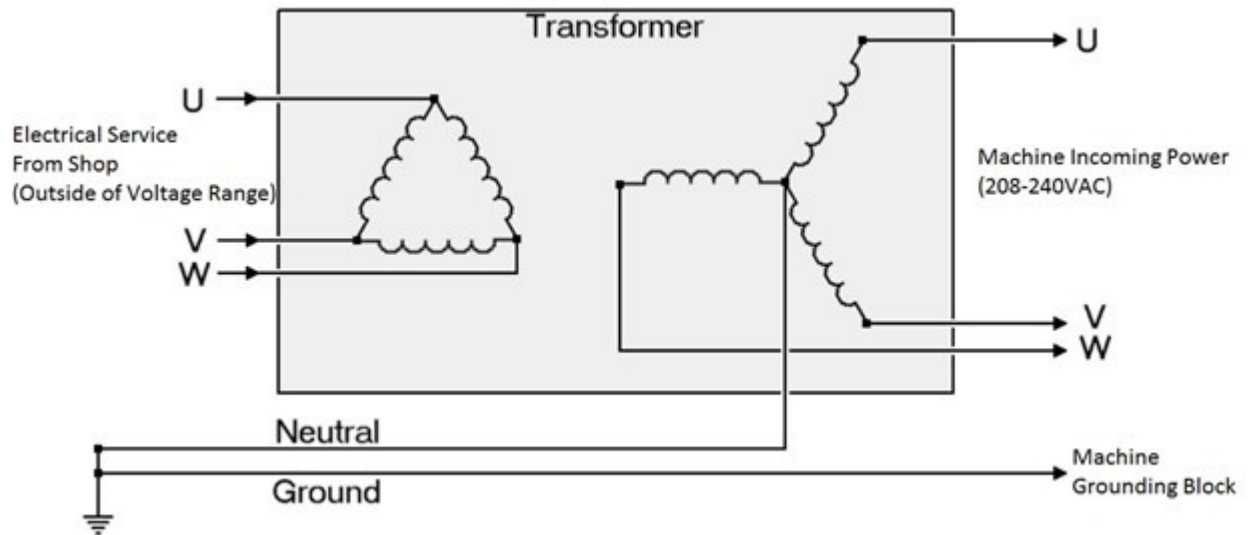 Transformer
U
U
Electrical Service
From Shop
(Outside of Voltage Range)
Machine Incoming Power
(208-240VAC)
V
W
V
W
Neutral
Ground
Machine
Grounding Block